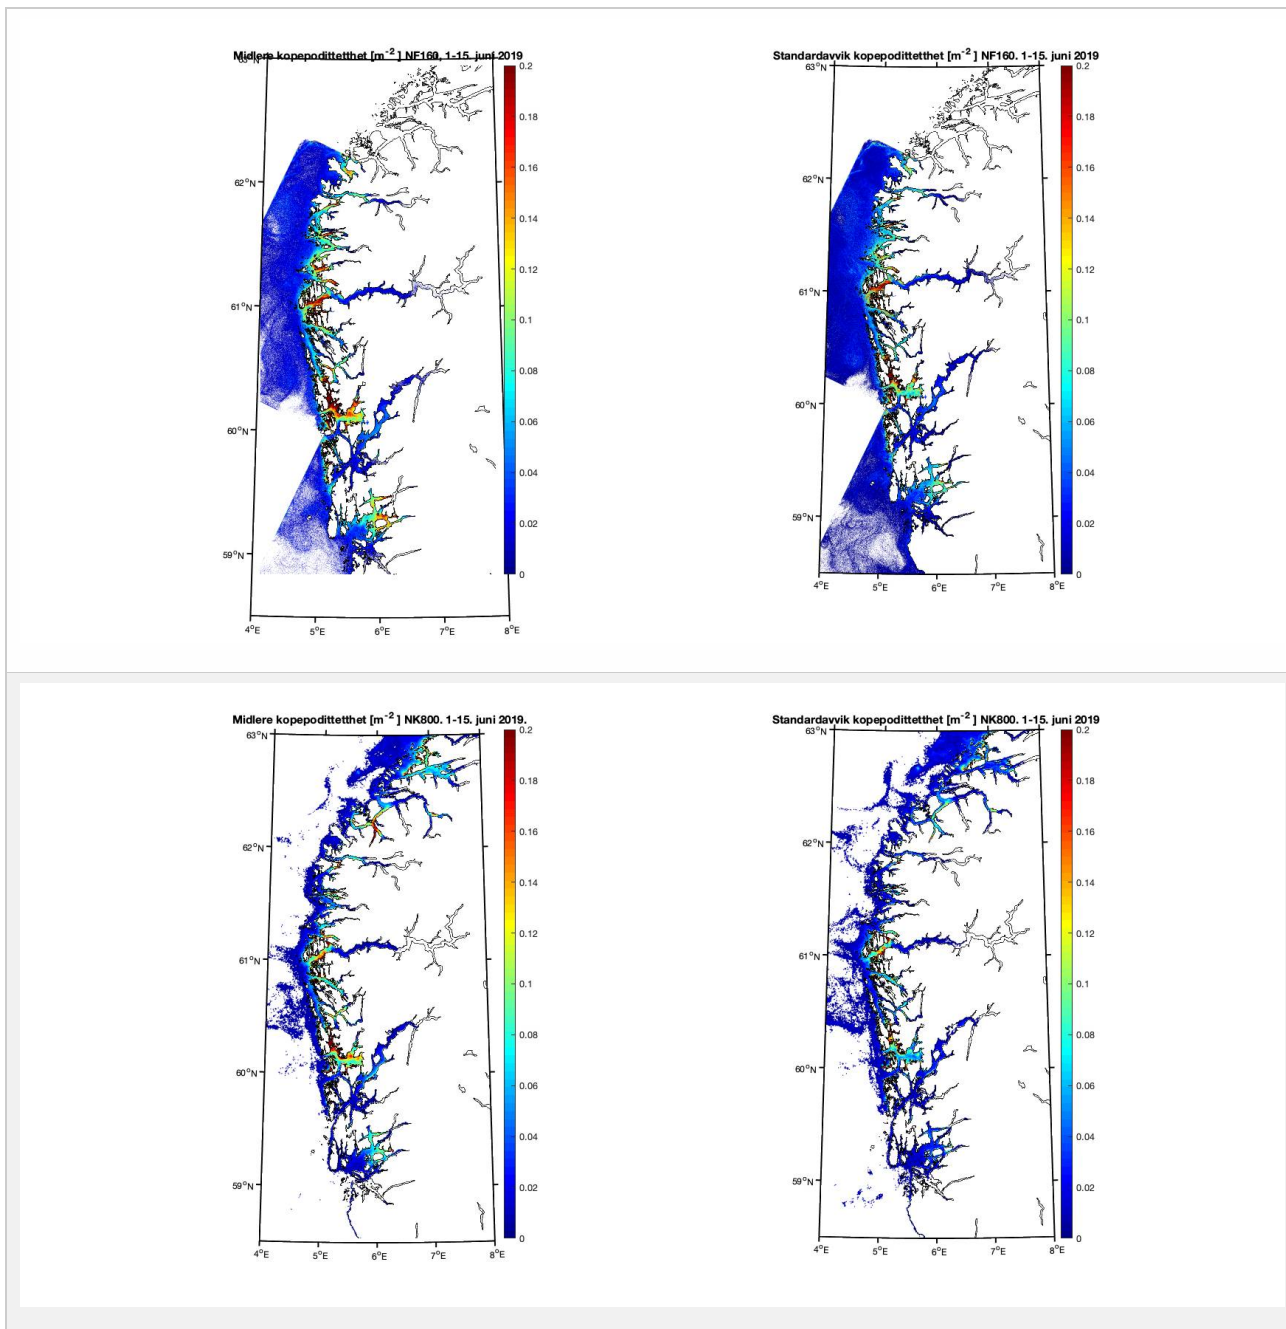 Midlere kopepodittetthet [m-2 ] NF160, 1-15. juni 2019
63°N
62°N
61°N
60°N
59°N
4°E 5°E 6°E 7°E 8°E
0.2
0.18
0.16
0.14
0.12
0.1
0.08
0.06
0.04
0.02
0
Standardavvik kopepodittetthet [m-2 ] NF160. 1-15. juni 2019
63°N
62°N
61°N
60°N
59°N
4°E 5°E 6°E 7°E 8°E
0.2
0.18
0.16
0.14
0.12
0.1
0.08
0.06
0.04
0.02
0
Midlere kopepodittetthet [m-2 ] NK800. 1-15. juni 2019.
63°N
62°N
61°N
60°N
59°N
4°E 5°E 6°E 7°E 8°E
0.2
0.18
0.16
0.14
0.12
0.1
0.08
0.06
0.04
0.02
0
Standardavvik kopepodittetthet [m-2 ] NK800. 1-15. juni 2019
63°N
62°N
61°N
60°N
59°N
4°E 5°E 6°E 7°E 8°E
0.2
0.18
0.16
0.14
0.12
0.1
0.08
0.06
0.04
0.02
0